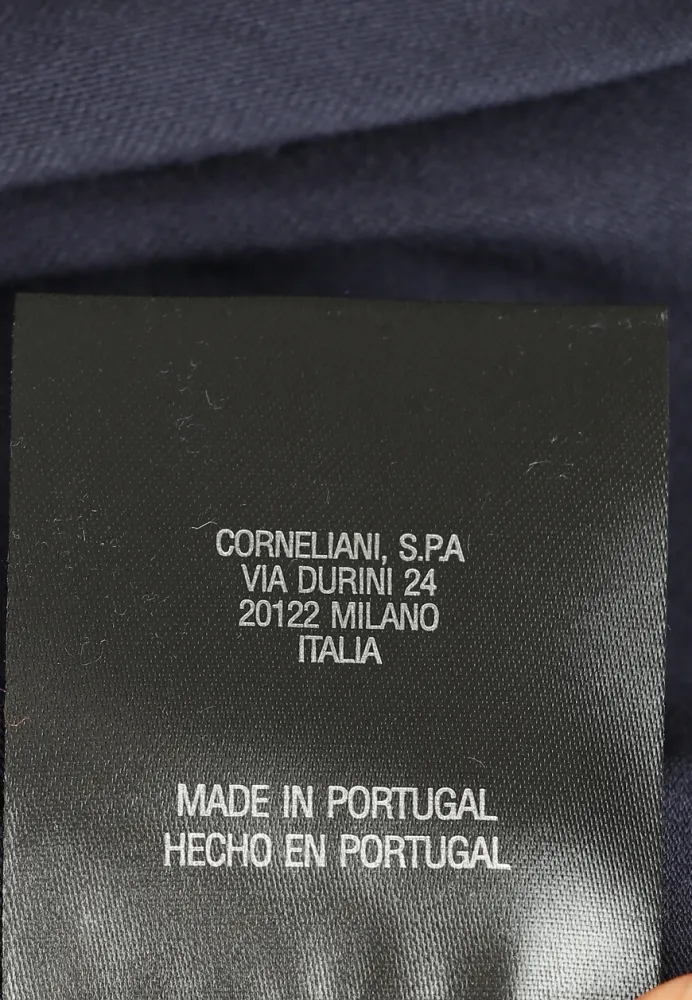 CORNELIANI, S.P.A
VIA DURINI 24
20122 MILANO
ITALIA
MADE IN PORTUGAL
HECHO EN PORTUGAL